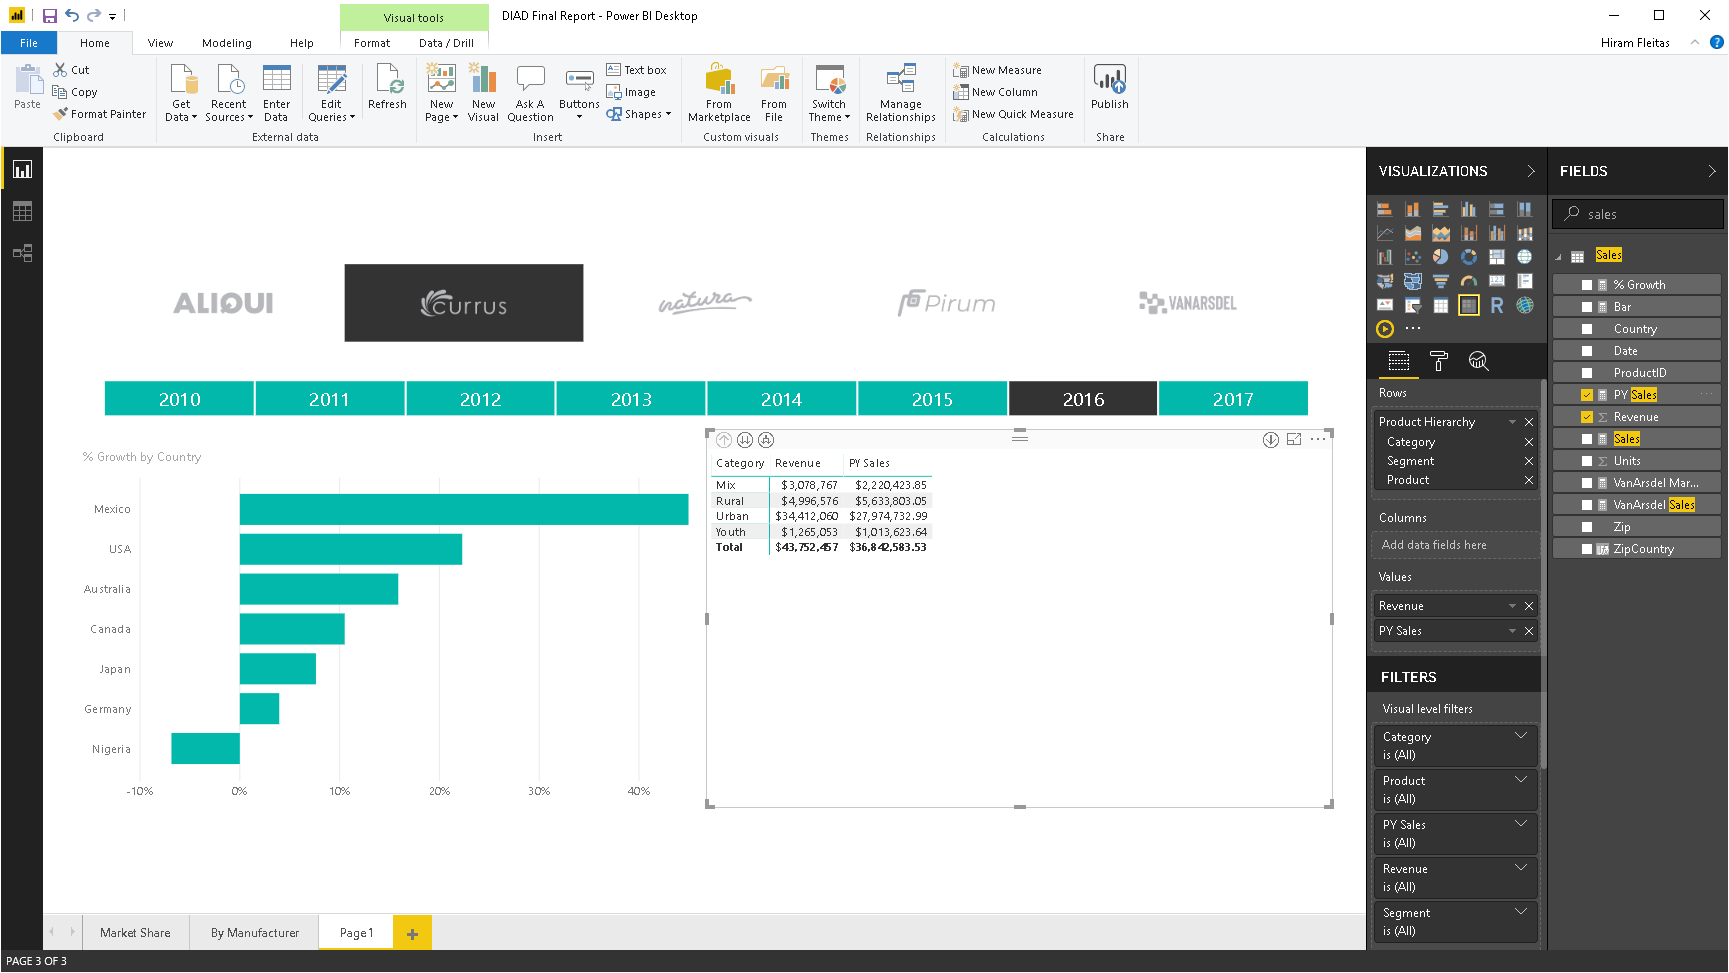 Visual tools
DIAD Final Report - Power BI Desktop
File
Home
View
Modeling
Help
Format
Data / Drill
Hiram Fleitas
Paste
Cut
Copy
Format Painter
Clipboard
Get Data
Recent Sources
Enter Data
Edit Queries
Refresh
External data
New Page
New Visual
Ask A Question
Buttons
Text box
Image
Shapes
Insert
From Marketplace
From File
Custom visuals
Switch Theme
Themes
Manage Relationships
Relationships
New Measure
New Column
New Quick Measure
Calculations
Publish
Share
ALIQUI
currus
natura
Pirum
VANARSDEL
2010 2011 2012 2013 2014 2015 2016 2017
% Growth by Country
Mexico
USA
Australia
Canada
Japan
Germany
Nigeria
-10% 0% 10% 20% 30% 40%
Category Revenue PY Sales
Mix $3,078,767 $2,220,423.85
Rural $4,996,576 $5,633,803.05
Urban $34,412,060 $27,974,732.99
Youth $1,265,053 $1,013,623.64
Total $43,752,457 $36,842,583.53
VISUALIZATIONS
R
Rows
Product Hierarchy
Category
Segment
Product
Columns
Add data fields here
Values
Revenue
PY Sales
FILTERS
Visual level filters
Category
is (All)
Product
is (All)
PY Sales
is (All)
Revenue
is (All)
Segment
is (All)
FIELDS
sales
Sales
% Growth
Bar
Country
Date
ProductID
PY Sales
Revenue
Sales
Units
VanArsdel Mar...
VanArsdel Sales
Zip
ZipCountry
Market Share
By Manufacturer
Page1
PAGE 3 OF 3